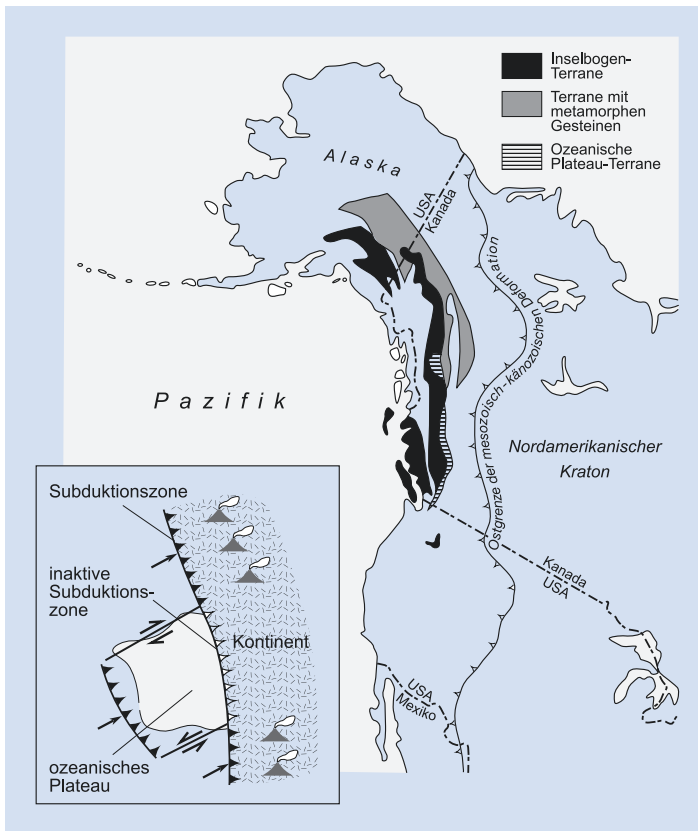 Inselbogen-
Terrane
Terrane mit
metamorphen
Gesteinen
Ozeanische
Plateau-Terrane
Alaska
USA
Kanada
Ostgrenze der mesozoisch-känozoischen Deformation
Pazifik
Nordamerikanischer
Kraton
Kanada
USA
USA
Mexiko
Subduktionszone
inaktive
Subduktions-
zone
Kontinent
ozeanisches
Plateau